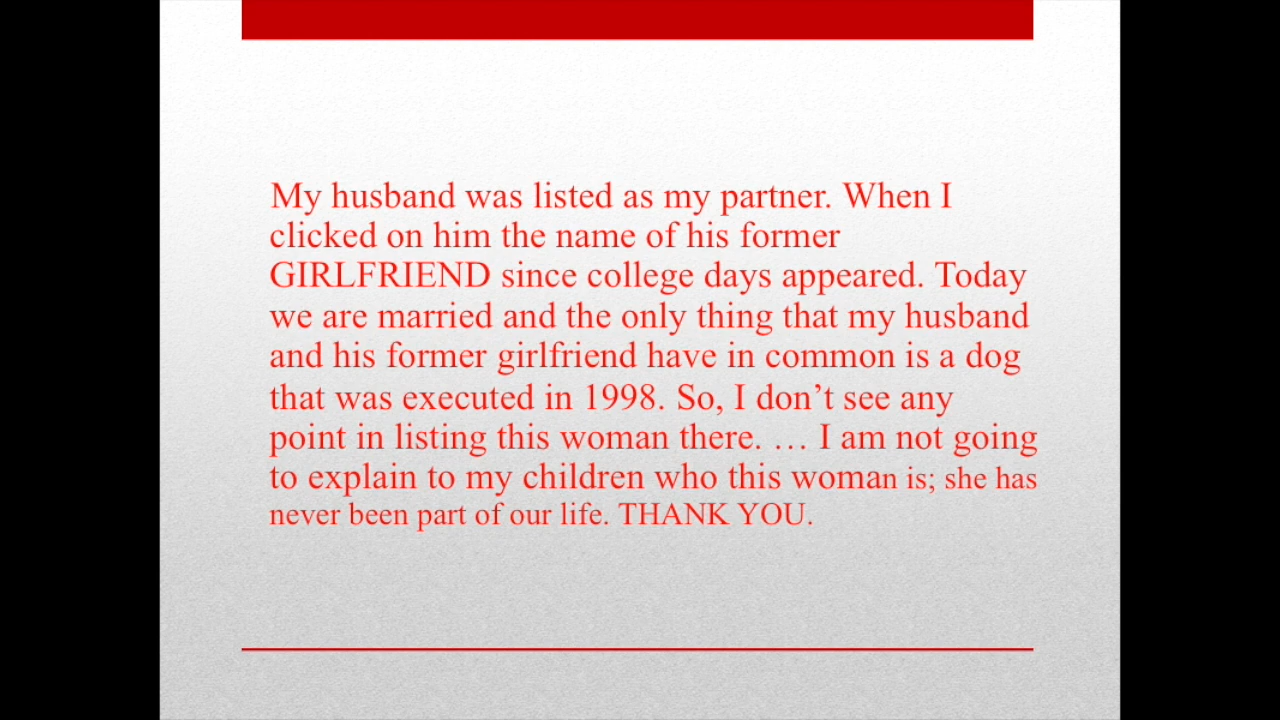 My husband was listed as my partner. When I
clicked on him the name of his former
GIRLFRIEND since college days appeared. Today
we are married and the only thing that my husband
and his former girlfriend have in common is a dog
that was executed in 1998. So, I don’t see any
point in listing this woman there. … I am not going
to explain to my children who this woman is; she has
never been part of our life. THANK YOU.